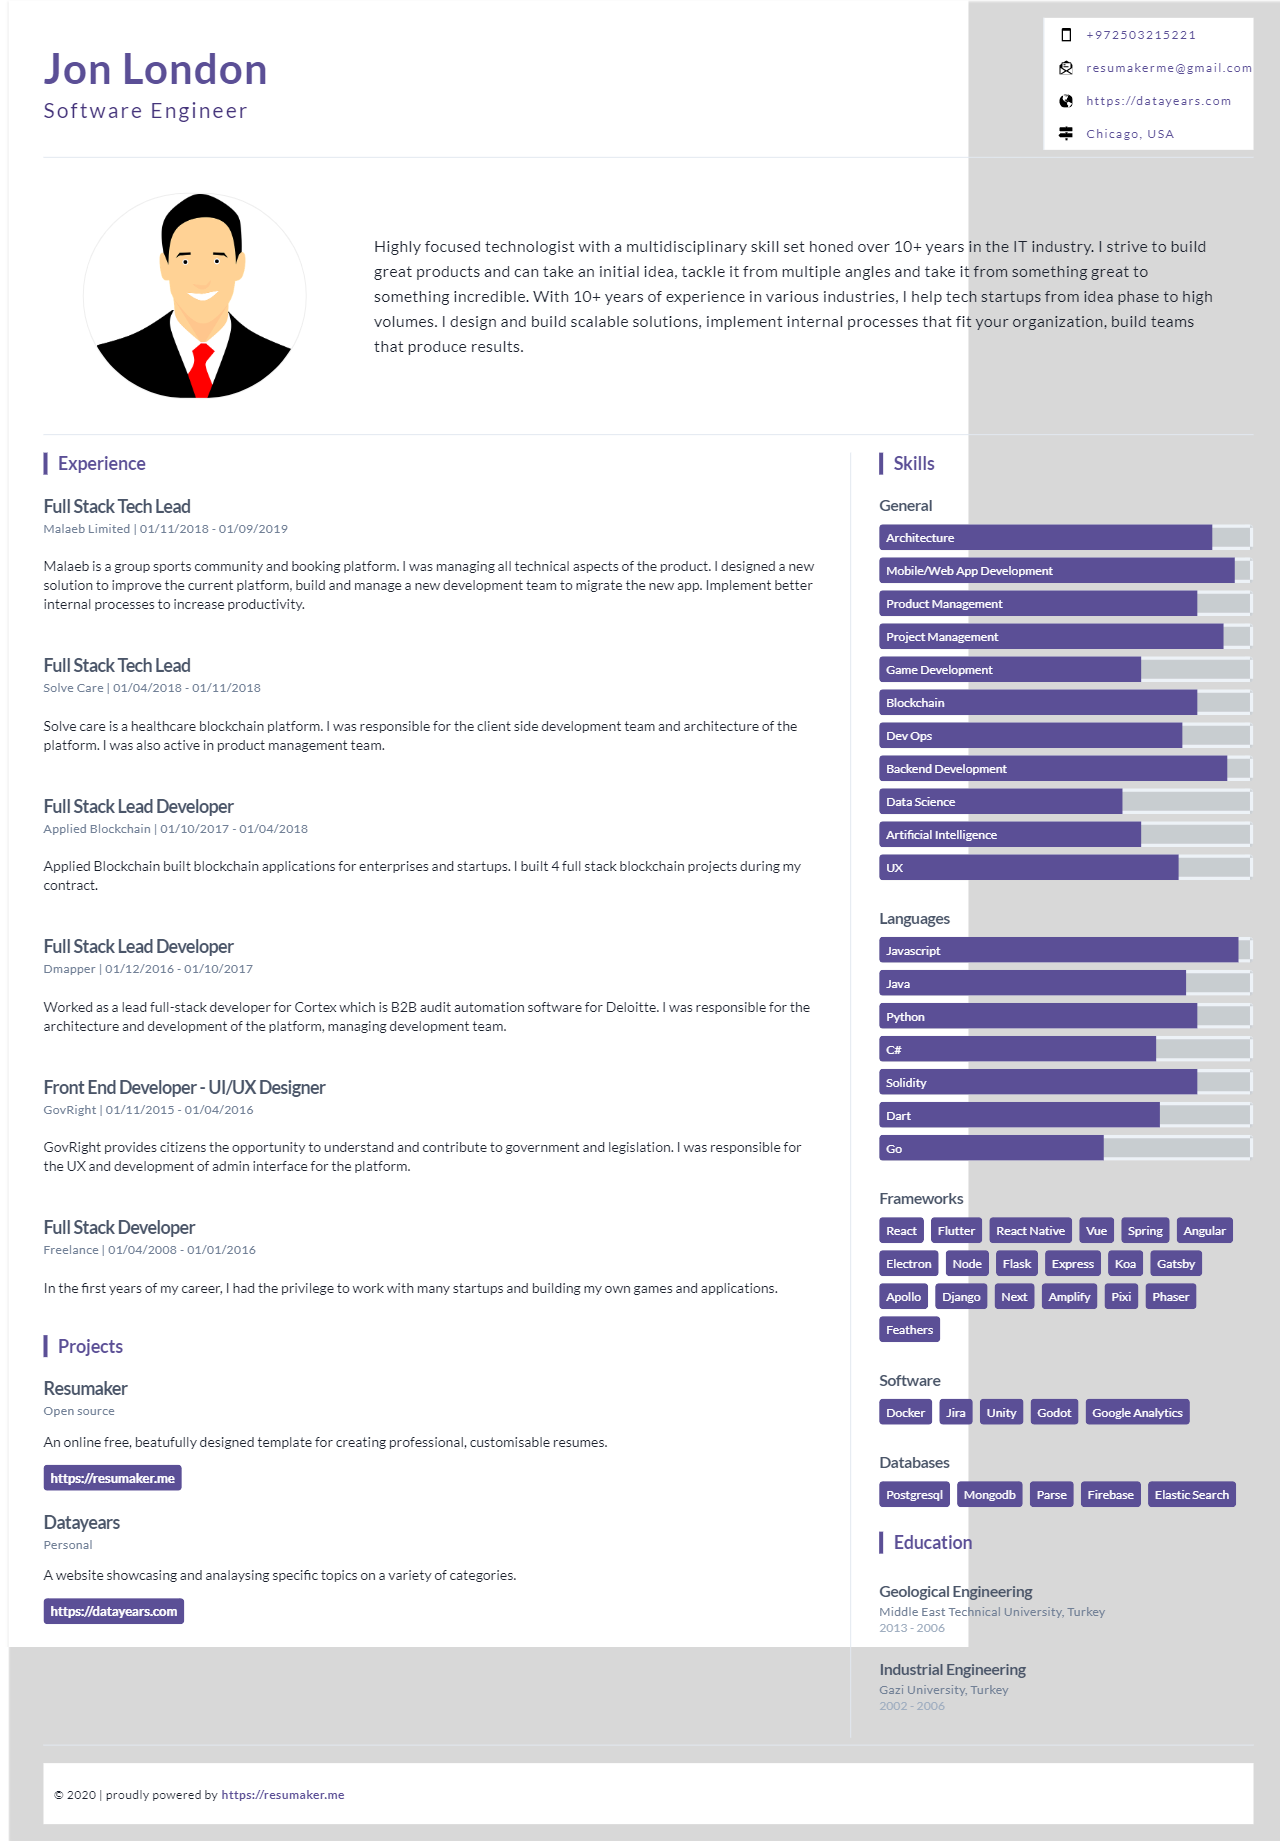 Jon London
Software Engineer
+972503215221
resumakerme@gmail.com
https://datayears.com
Chicago, USA
Highly focused technologist with a multidisciplinary skill set honed over 10+ years in the IT industry. I strive to build
great products and can take an initial idea, tackle it from multiple angles and take it from something great to
something incredible. With 10+ years of experience in various industries, I help tech startups from idea phase to high
volumes. I design and build scalable solutions, implement internal processes that fit your organization, build teams
that produce results.
Experience
Full Stack Tech Lead
Malaeb Limited | 01/11/2018 - 01/09/2019
Malaeb is a group sports community and booking platform. I was managing all technical aspects of the product. I designed a new
solution to improve the current platform, build and manage a new development team to migrate the new app. Implement better
internal processes to increase productivity.
Full Stack Tech Lead
Solve Care | 01/04/2018 - 01/11/2018
Solve care is a healthcare blockchain platform. I was responsible for the client side development team and architecture of the
platform. I was also active in product management team.
Full Stack Lead Developer
Applied Blockchain | 01/10/2017 - 01/04/2018
Applied Blockchain built blockchain applications for enterprises and startups. I built 4 full stack blockchain projects during my
contract.
Full Stack Lead Developer
Dmapper | 01/12/2016 - 01/10/2017
Worked as a lead full-stack developer for Cortex which is B2B audit automation software for Deloitte. I was responsible for the
architecture and development of the platform, managing development team.
Front End Developer - UI/UX Designer
GovRight | 01/11/2015 - 01/04/2016
GovRight provides citizens the opportunity to understand and contribute to government and legislation. I was responsible for
the UX and development of admin interface for the platform.
Full Stack Developer
Freelance | 01/04/2008 - 01/01/2016
In the first years of my career, I had the privilege to work with many startups and building my own games and applications.
Projects
Resumaker
Open source
An online free, beatufully designed template for creating professional, customisable resumes.
https://resumaker.me
Datayears
Personal
A website showcasing and analaysing specific topics on a variety of categories.
https://datayears.com
Skills
General
Architecture
Mobile/Web App Development
Product Management
Project Management
Game Development
Blockchain
Dev Ops
Backend Development
Data Science
Artificial Intelligence
UX
Languages
Javascript
Java
Python
C#
Solidity
Dart
Go
Frameworks
React Flutter React Native Vue Spring Angular
Electron Node Flask Express Koa Gatsby
Apollo Django Next Amplify Pixi Phaser
Feathers
Software
Docker Jira Unity Godot Google Analytics
Databases
Postgresql Mongodb Parse Firebase Elastic Search
Education
Geological Engineering
Middle East Technical University, Turkey
2013 - 2006
Industrial Engineering
Gazi University, Turkey
2002 - 2006
© 2020 | proudly powered by https://resumaker.me